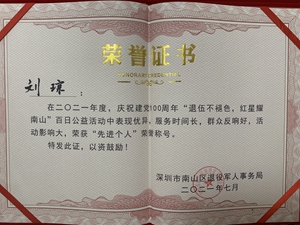 荣誉证书
HONORARY CREDENTIAL
刘琼：
在二〇二一年度，庆祝建党100周年“退伍不褪色，红星耀
南山”百日公益活动中表现优异、服务时间长，群众反响好，活
动影响大，荣获“先进个人”荣誉称号。
特发此证，以资鼓励！
深圳市南山区退役军人事务局
二〇二一年七月